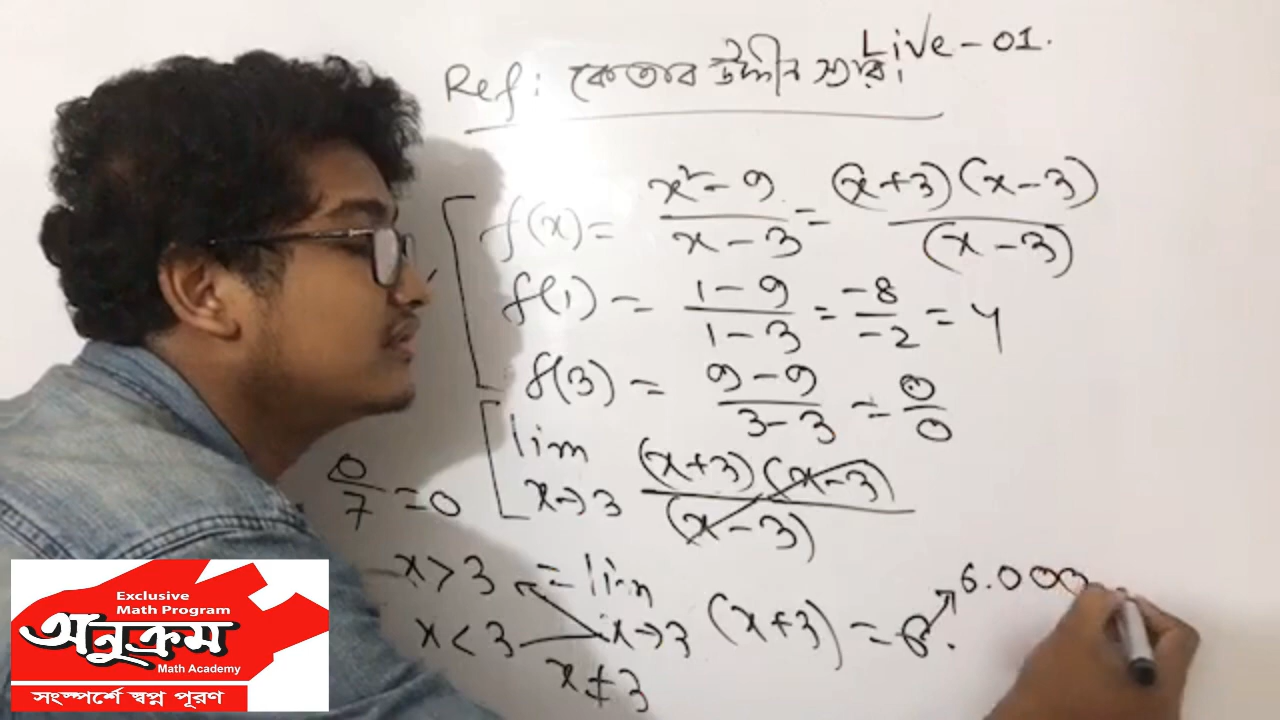 Live - 01.
Ref: কেতাব উদ্দীন স্যার।
f(x) = x² - 9 / x - 3 = (x+3)(x-3) / (x-3)
f(1) = 1 - 9 / 1 - 3 = -8 / -2 = 4
f(3) = 9 - 9 / 3 - 3 = 0 / 0
lim x→3 (x+3)(x-3) / (x-3)
0 / 7 = 0
x > 3
x < 3
= lim x→3 (x+3) = 6. 6.000
x ≠ 3
Exclusive
Math Program
অনুক্রম
Math Academy
সংস্পর্শে স্বপ্ন পূরণ